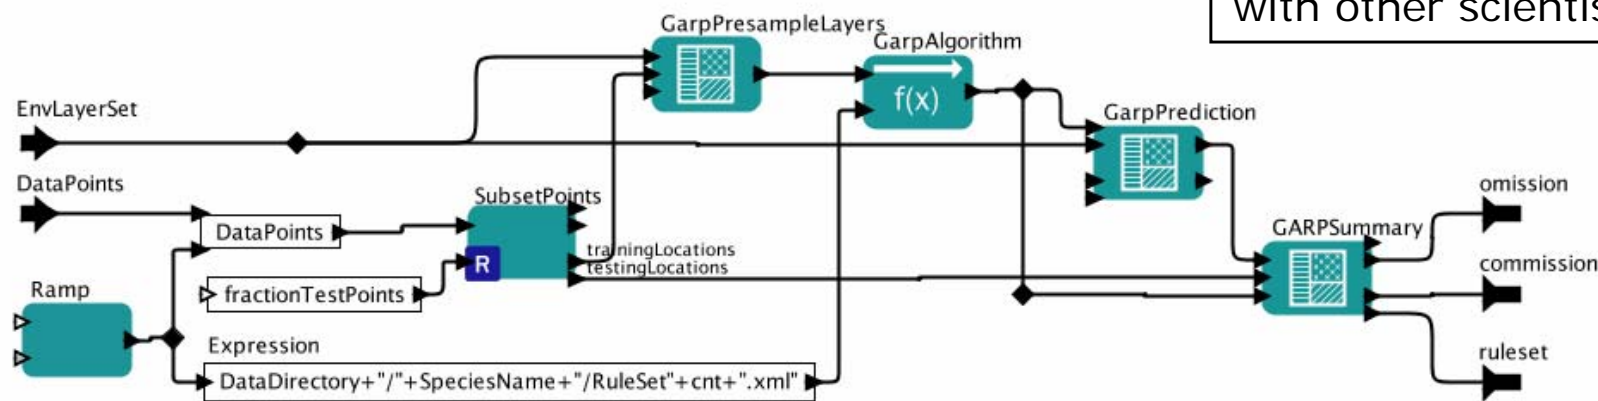 with other scientis
GarpPresampleLayers
GarpAlgorithm
f(x)
EnvLayerSet
GarpPrediction
DataPoints
SubsetPoints
omission
DataPoints
GARPSummary
trainingLocations
R
testingLocations
commission
Ramp
fractionTestPoints
Expression
ruleset
DataDirectory+"/"+SpeciesName+"/RuleSet"+cnt+".xml"